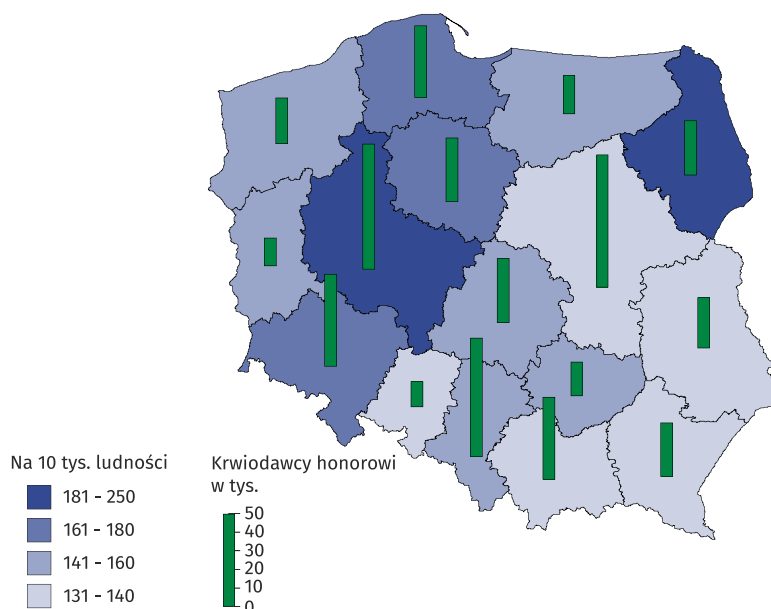 Na 10 tys. ludności
181 – 250
161 – 180
141 – 160
131 – 140
Krwiodawcy honorowi
w tys.
50
40
30
20
10
0